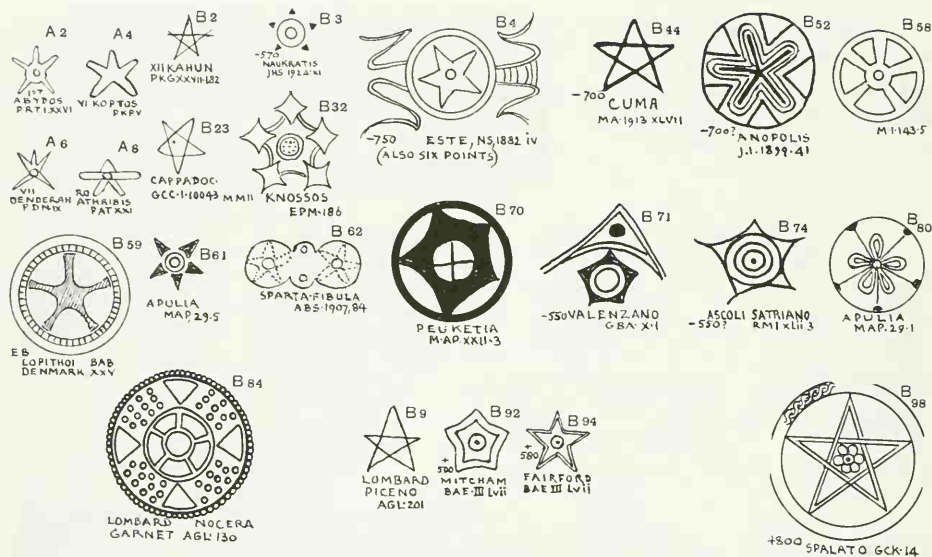 A2
1ST
ABYDOS
P.RT.I.XXVI
A4
VI KOPTOS
PKPV
B2
XII KAHUN
PKG XXVII.L32
B3
-570
NAUKRATIS
JHS 1924.XI
B4
-750
ESTE, NS, 1882 iv
(ALSO SIX POINTS)
B44
-700
CUMA
MA.1913 XLVII
B52
-700?
ANOPOLIS
J.I.1899.41
B58
M.I.143.5
A6
VII
DENDERAH
P.DN.IX
A8
RO
ATHRIBIS
PAT XXI
B23
CAPPADOC.
GCC.I.10043
B32
MMII
KNOSSOS
EPM.186
B59
EB
LOPITHOI BAB
DENMARK XXV
B61
APULIA
MAP, 29.5
B62
SPARTA.FIBULA
ABS.1907,84
B70
PEUKETIA
M.AP.XXII.3
B71
-550 VALENZANO
GBA.X.I
B74
ASCOLI SATRIANO
-550? RMI XLii 3
B80
APULIA
MAP.29.1
B84
LOMBARD NOCERA
GARNET AGL.130
B9
LOMBARD
PICENO
AGL.201
B92
+
500
MITCHAM
BAE.III Lvii
B94
+
580
FAIRFORD
BAE III Lvii
B98
+800
SPALATO GCK.14